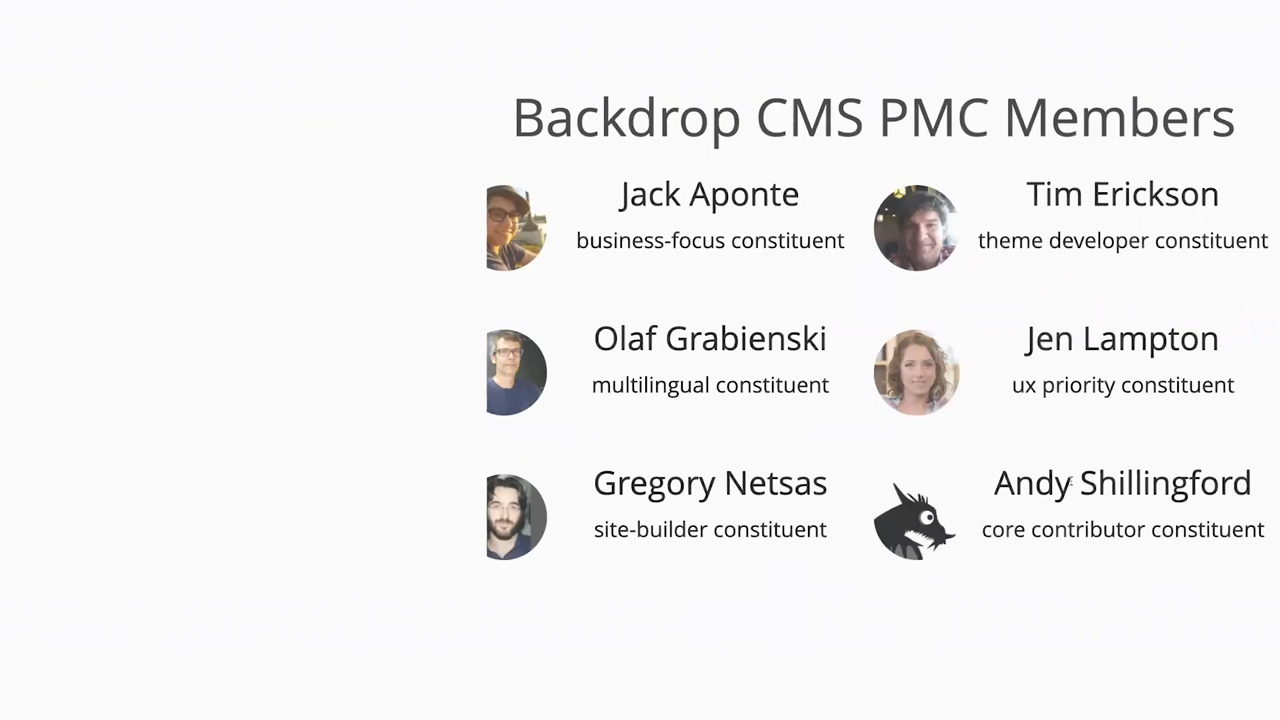 Backdrop CMS PMC Members
Jack Aponte
business-focus constituent
Tim Erickson
theme developer constituent
Olaf Grabienski
multilingual constituent
Jen Lampton
ux priority constituent
Gregory Netsas
site-builder constituent
Andy Shillingford
core contributor constituent